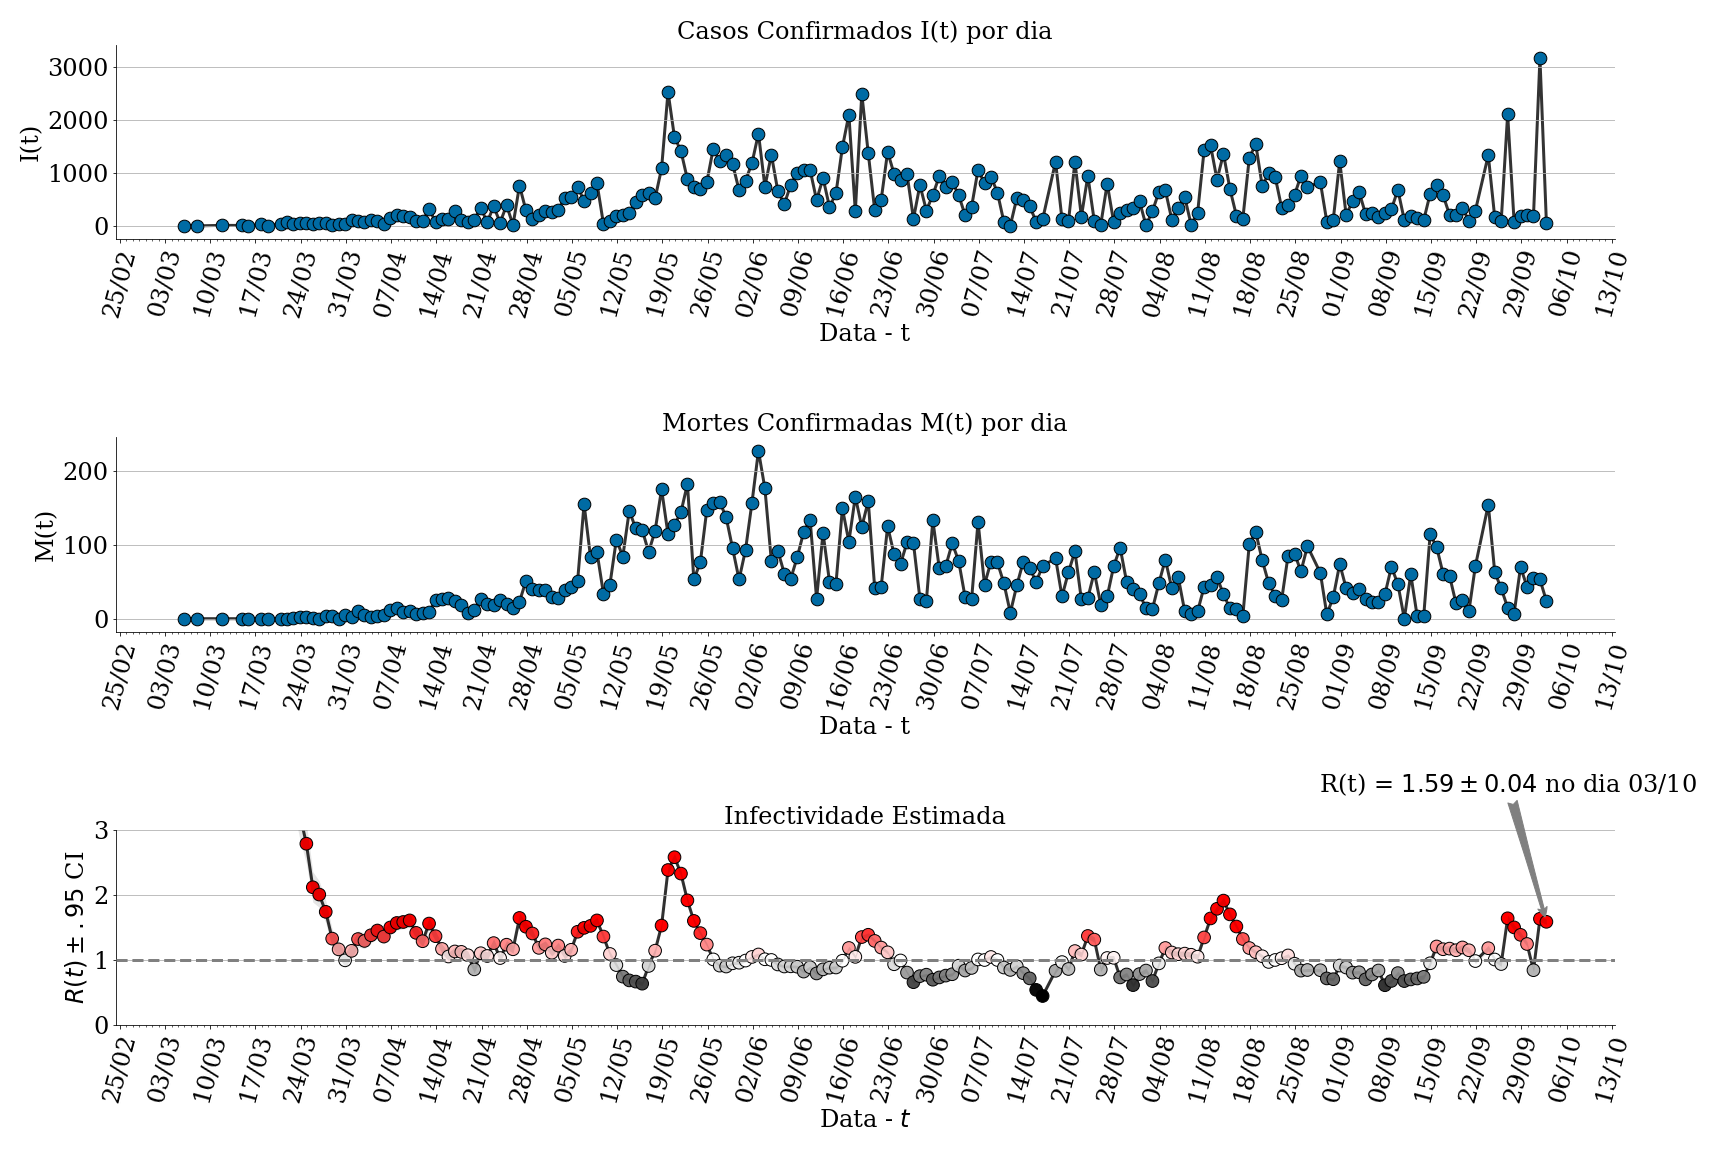 Casos Confirmados I(t) por dia
3000
2000
1000
0
I(t)
25/02 03/03 10/03 17/03 24/03 31/03 07/04 14/04 21/04 28/04 05/05 12/05 19/05 26/05 02/06 09/06 16/06 23/06 30/06 07/07 14/07 21/07 28/07 04/08 11/08 18/08 25/08 01/09 08/09 15/09 22/09 29/09 06/10 13/10
Data - t
Mortes Confirmadas M(t) por dia
200
100
0
M(t)
25/02 03/03 10/03 17/03 24/03 31/03 07/04 14/04 21/04 28/04 05/05 12/05 19/05 26/05 02/06 09/06 16/06 23/06 30/06 07/07 14/07 21/07 28/07 04/08 11/08 18/08 25/08 01/09 08/09 15/09 22/09 29/09 06/10 13/10
Data - t
R(t) = 1.59 ± 0.04 no dia 03/10
Infectividade Estimada
3
2
1
0
R(t) ± .95 CI
25/02 03/03 10/03 17/03 24/03 31/03 07/04 14/04 21/04 28/04 05/05 12/05 19/05 26/05 02/06 09/06 16/06 23/06 30/06 07/07 14/07 21/07 28/07 04/08 11/08 18/08 25/08 01/09 08/09 15/09 22/09 29/09 06/10 13/10
Data - t